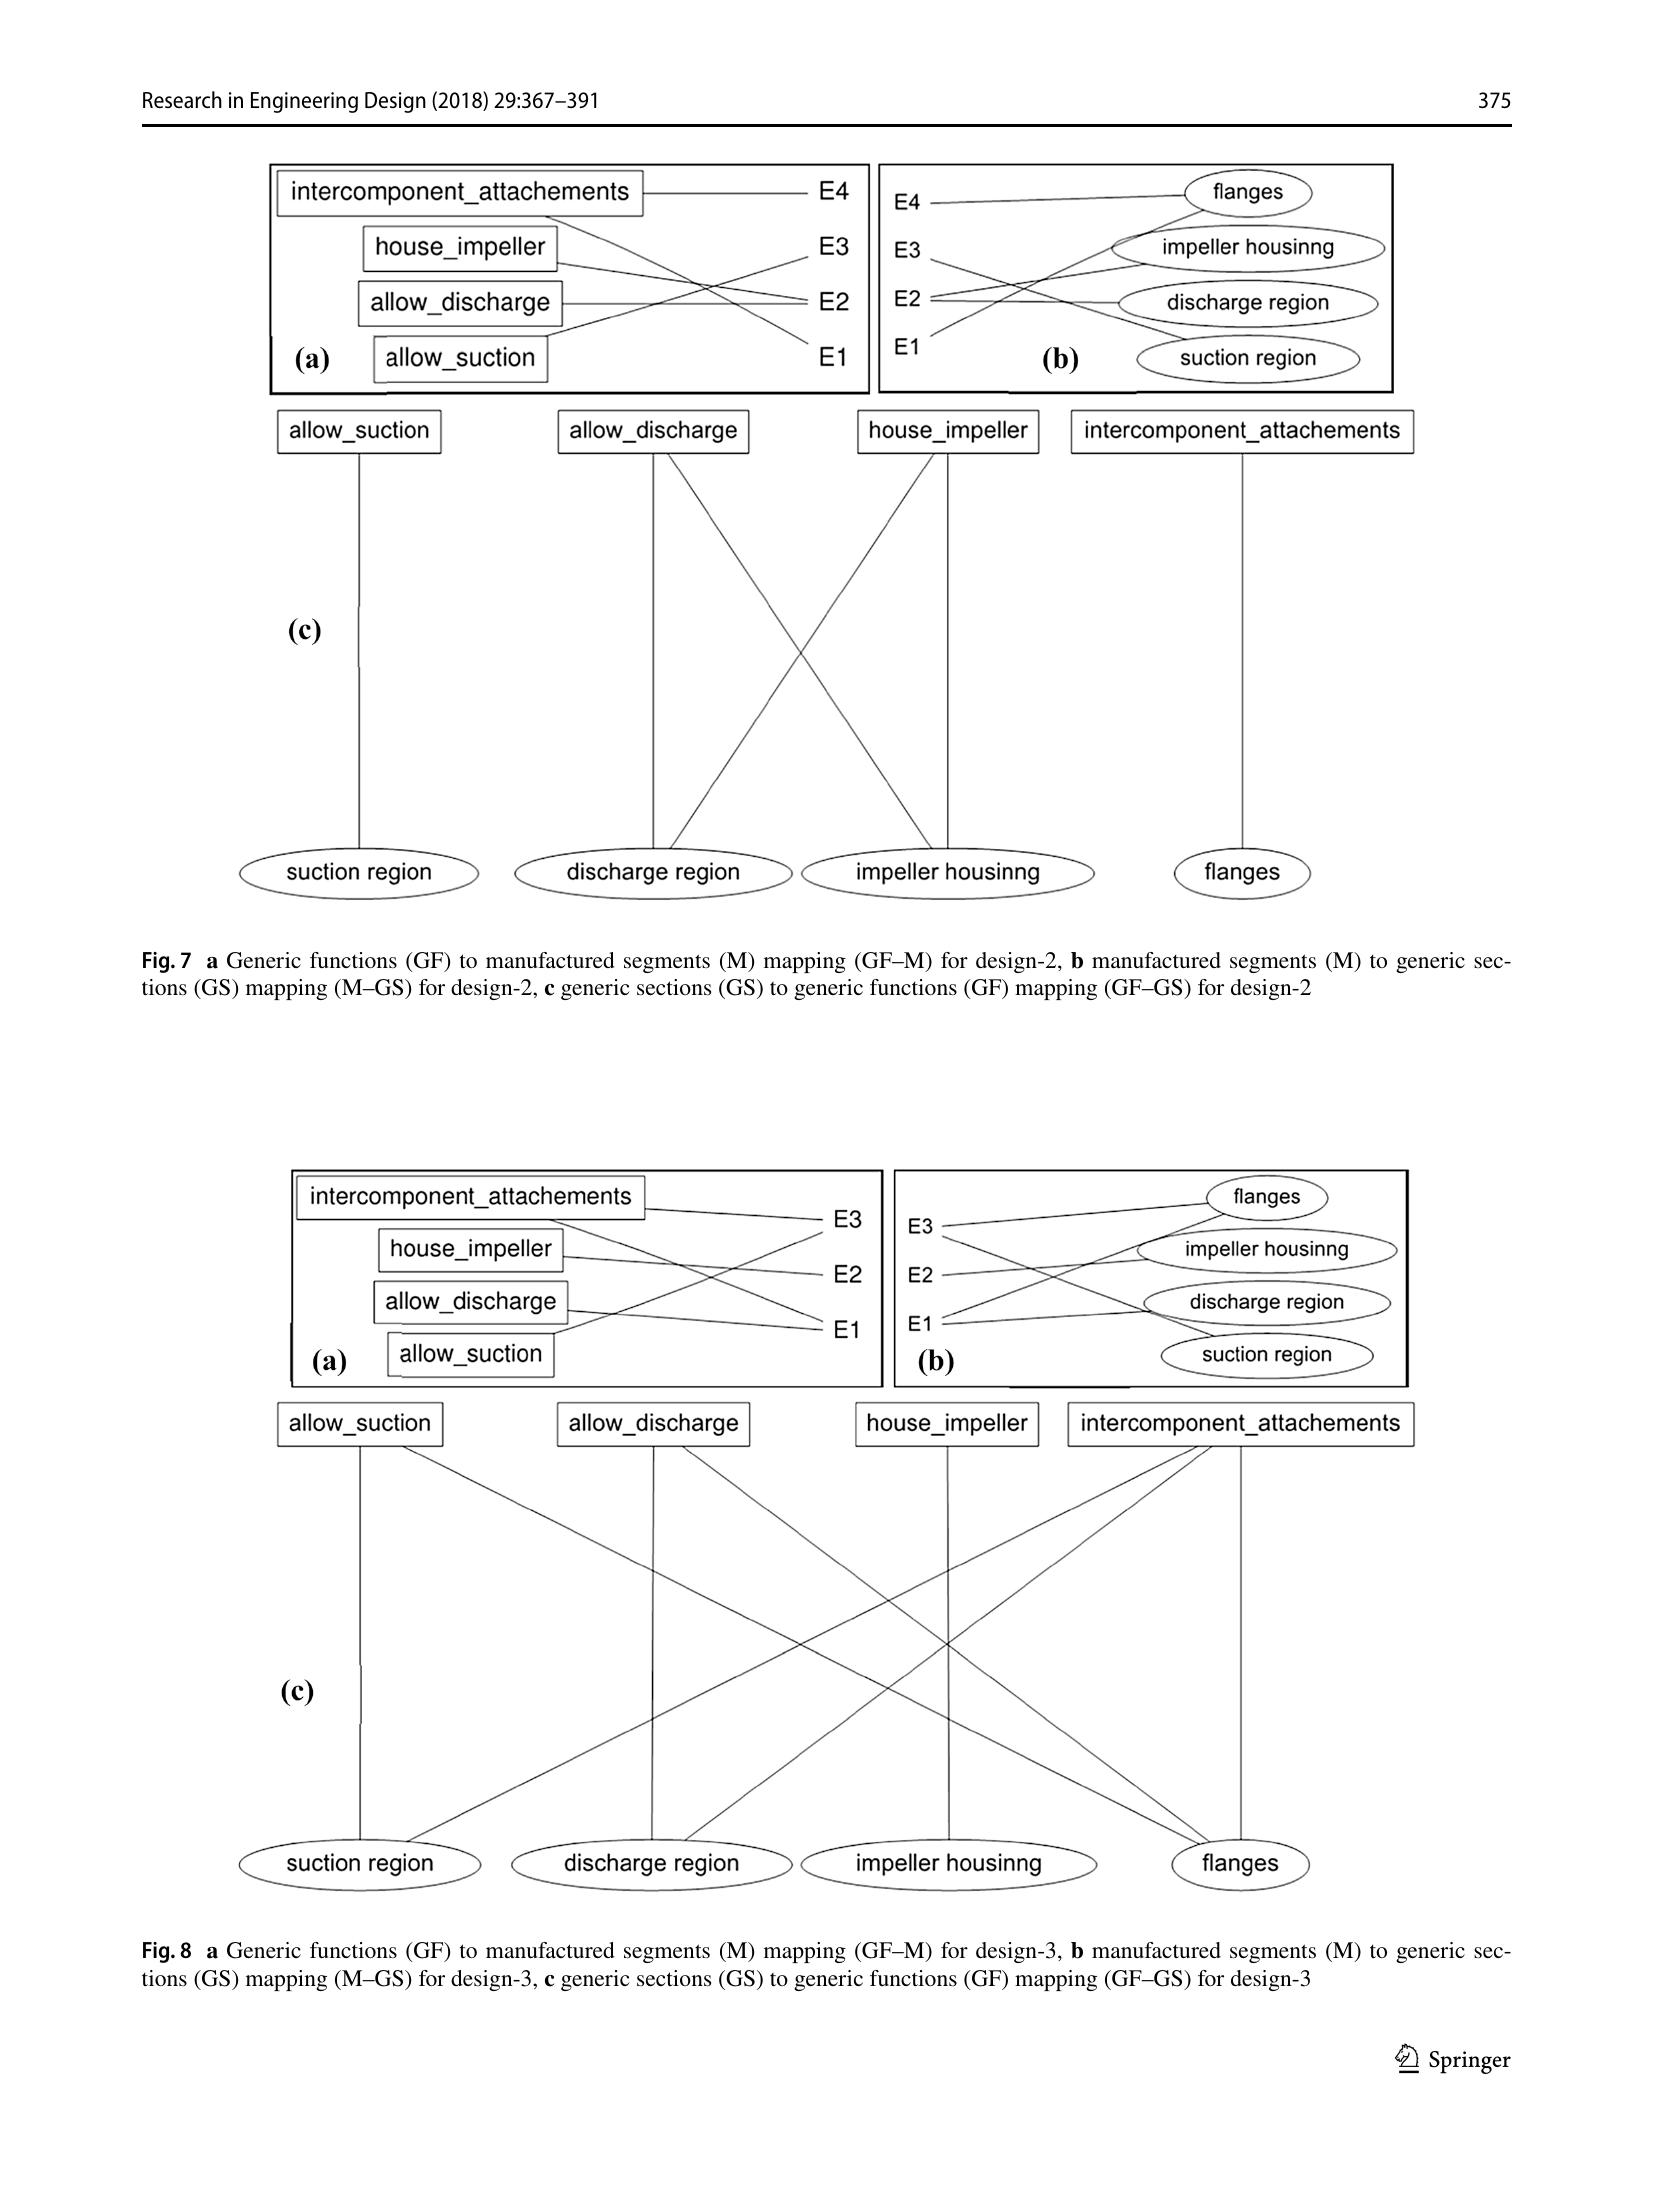 Research in Engineering Design (2018) 29:367–391 375
intercomponent_attachements
house_impeller
allow_discharge
allow_suction
(a)
E4
E3
E2
E1
E4
E3
E2
E1
(b)
flanges
impeller housinng
discharge region
suction region
allow_suction allow_discharge house_impeller intercomponent_attachements
(c)
suction region discharge region impeller housinng flanges
Fig. 7 a Generic functions (GF) to manufactured segments (M) mapping (GF–M) for design-2, b manufactured segments (M) to generic sec-
tions (GS) mapping (M–GS) for design-2, c generic sections (GS) to generic functions (GF) mapping (GF–GS) for design-2
intercomponent_attachements
house_impeller
allow_discharge
allow_suction
(a)
E3
E2
E1
E3
E2
E1
(b)
flanges
impeller housinng
discharge region
suction region
allow_suction allow_discharge house_impeller intercomponent_attachements
(c)
suction region discharge region impeller housinng flanges
Fig. 8 a Generic functions (GF) to manufactured segments (M) mapping (GF–M) for design-3, b manufactured segments (M) to generic sec-
tions (GS) mapping (M–GS) for design-3, c generic sections (GS) to generic functions (GF) mapping (GF–GS) for design-3
Springer